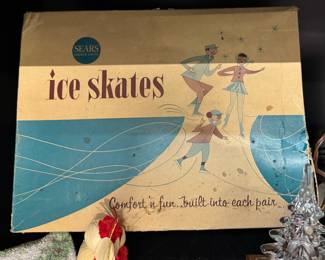 SEARS
ice skates
Comfort 'n fun...built into each pair